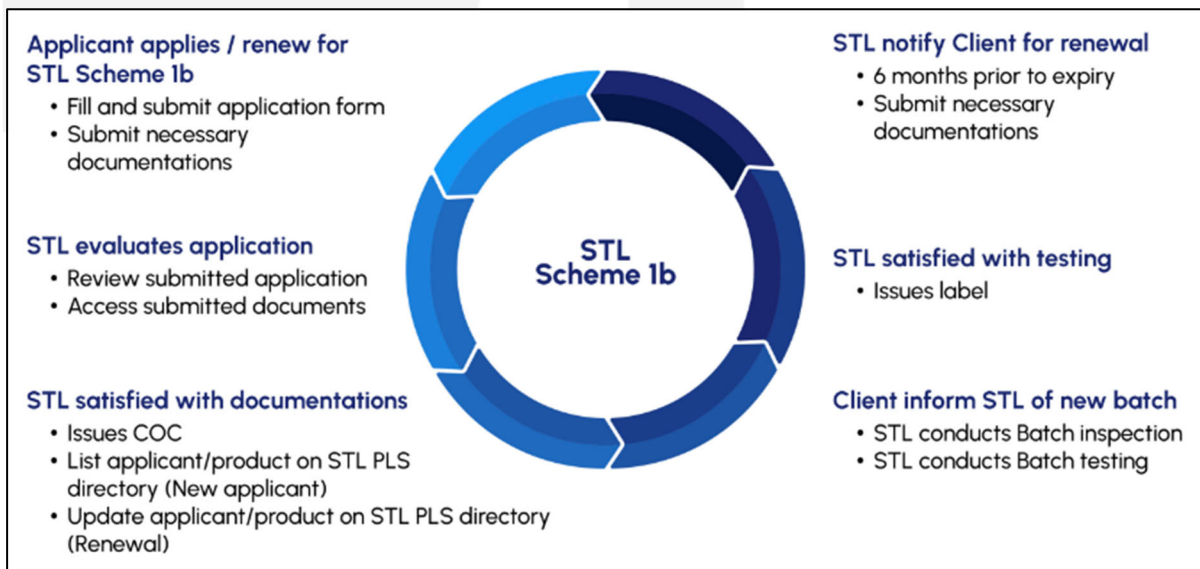 Applicant applies / renew for
STL Scheme 1b
• Fill and submit application form
• Submit necessary
documentations
STL evaluates application
• Review submitted application
• Access submitted documents
STL satisfied with documentations
• Issues COC
• List applicant/product on STL PLS
directory (New applicant)
• Update applicant/product on STL PLS directory
(Renewal)
STL
Scheme 1b
STL notify Client for renewal
• 6 months prior to expiry
• Submit necessary
documentations
STL satisfied with testing
• Issues label
Client inform STL of new batch
• STL conducts Batch inspection
• STL conducts Batch testing